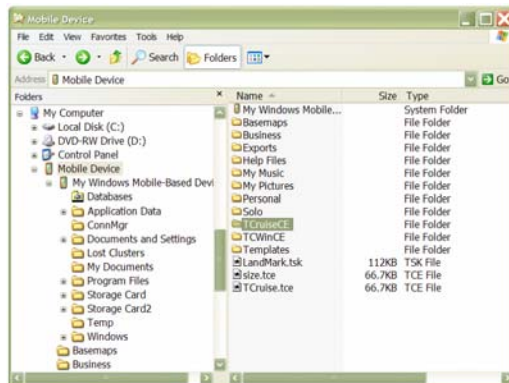 Mobile Device
File Edit View Favorites Tools Help
Back Search Folders
Address Mobile Device Go
Folders
My Computer
Local Disk (C:)
DVD-RW Drive (D:)
Control Panel
Mobile Device
My Windows Mobile-Based Devi
Databases
Application Data
ConnMgr
Documents and Settings
Lost Clusters
My Documents
Program Files
Storage Card
Storage Card2
Temp
Windows
Basemaps
Business
Name Size Type
My Windows Mobile... System Folder
Basemaps File Folder
Business File Folder
Exports File Folder
Help Files File Folder
My Music File Folder
My Pictures File Folder
Personal File Folder
Solo File Folder
TCruiseCE File Folder
TCWinCE File Folder
Templates File Folder
LandMark.tsk 112KB TSK File
size.tce 66.7KB TCE File
TCruise.tce 66.7KB TCE File